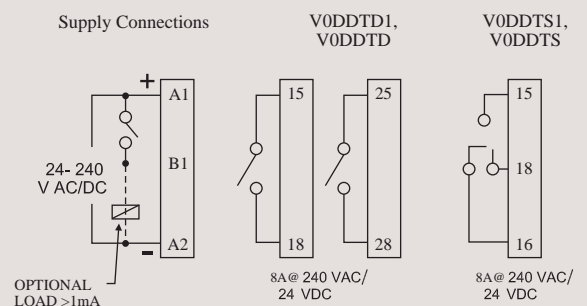 Supply Connections
V0DDTD1,
V0DDTD
V0DDTS1,
V0DDTS
+
A1
B1
A2
-
24- 240
V AC/DC
OPTIONAL
LOAD >1mA
15
18
25
28
8A@ 240 VAC/
24 VDC
15
18
16
8A@ 240 VAC/
24 VDC